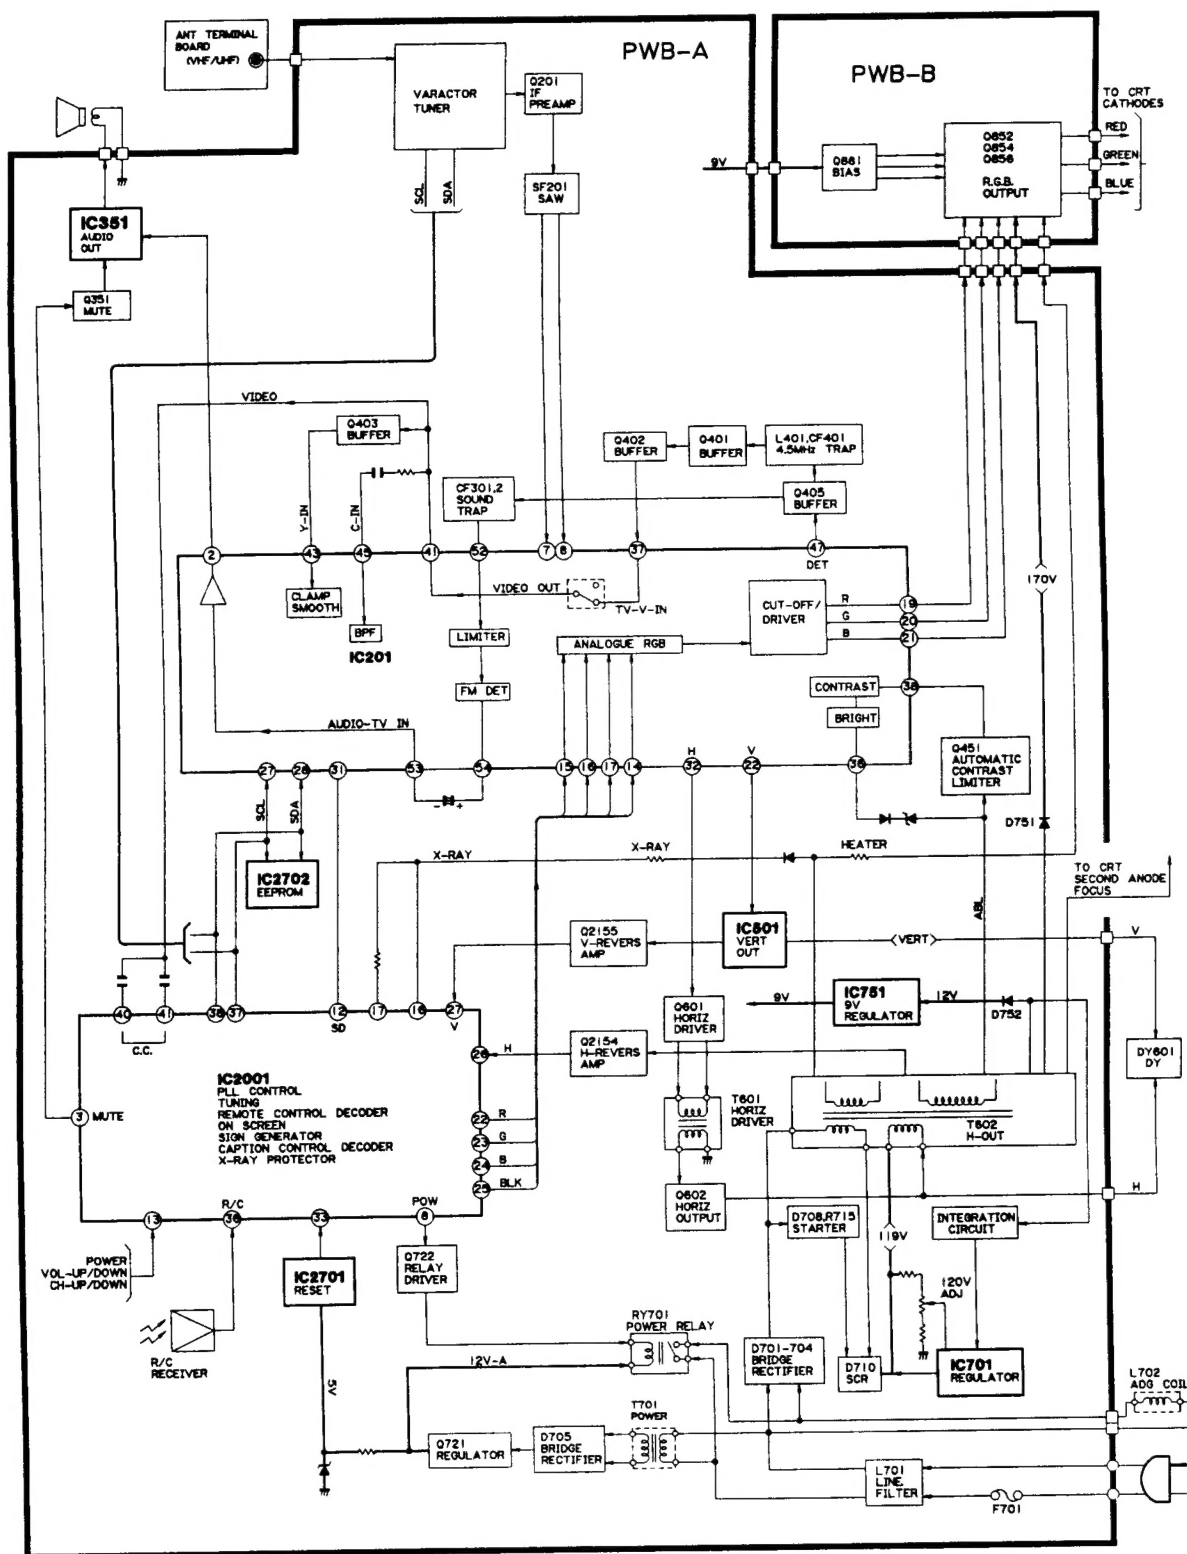 ANT TERMINAL
BOARD
(VHF/UHF)
PWB-A
PWB-B
VARACTOR
TUNER
Q201
IF
PREAMP
TO CRT
CATHODES
RED
GREEN
BLUE
9V
Q881
BIAS
Q852
Q854
Q856
R.G.B.
OUTPUT
SCL
SDA
SF201
SAW
IC351
AUDIO
OUT
Q351
MUTE
VIDEO
Q403
BUFFER
Q402
BUFFER
Q401
BUFFER
L401,CF401
4.5MHz TRAP
CF301,2
SOUND
TRAP
Q405
BUFFER
Y-IN
C-IN
2
43
45
41
52
7
8
37
47
DET
170V
CLAMP
SMOOTH
BPF
IC201
VIDEO OUT
TV-V-IN
LIMITER
ANALOGUE RGB
CUT-OFF/
DRIVER
R
G
B
19
20
21
FM DET
CONTRAST
BRIGHT
38
AUDIO-TV IN
H
V
Q451
AUTOMATIC
CONTRAST
LIMITER
27
28
31
53
54
15
16
17
14
32
22
36
SCL
SDA
D751
IC2702
EEPROM
X-RAY
X-RAY
HEATER
TO CRT
SECOND ANODE
FOCUS
ABL
Q2155
V-REVERS
AMP
IC501
VERT
OUT
VERT
V
IC751
9V
REGULATOR
9V
12V
D752
40
41
38
37
12
SD
17
16
27
V
C.C.
Q601
HORIZ
DRIVER
26
H
Q2154
H-REVERS
AMP
DY601
DY
IC2001
PLL CONTROL
TUNING
REMOTE CONTROL DECODER
ON SCREEN
SIGN GENERATOR
CAPTION CONTROL DECODER
X-RAY PROTECTOR
3
MUTE
22
R
23
G
24
B
25
BLK
T601
HORIZ
DRIVER
T602
H-OUT
Q602
HORIZ
OUTPUT
H
13
R/C
36
33
POW
8
D708,R715
STARTER
119V
INTEGRATION
CIRCUIT
POWER
VOL-UP/DOWN
CH-UP/DOWN
IC2701
RESET
Q722
RELAY
DRIVER
120V
ADJ
R/C
RECEIVER
RY701
POWER RELAY
12V-A
5V
D701-704
BRIDGE
RECTIFIER
D710
SCR
IC701
REGULATOR
L702
ADG COIL
T701
POWER
Q721
REGULATOR
D705
BRIDGE
RECTIFIER
L701
LINE
FILTER
F701